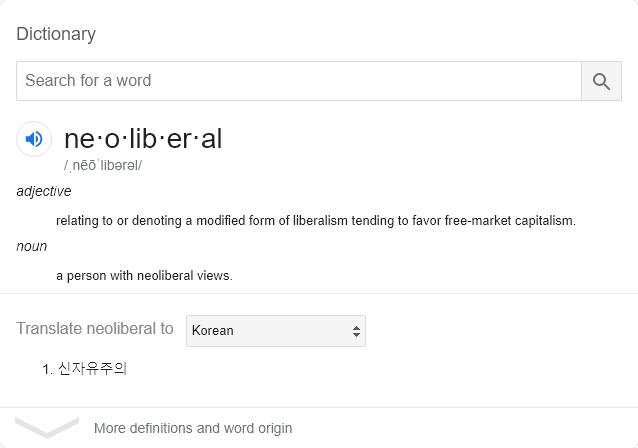 Dictionary
Search for a word
ne·o·lib·er·al
/ˌnēōˈlibərəl/
adjective
relating to or denoting a modified form of liberalism tending to favor free-market capitalism.
noun
a person with neoliberal views.
Translate neoliberal to Korean
1. 신자유주의
More definitions and word origin